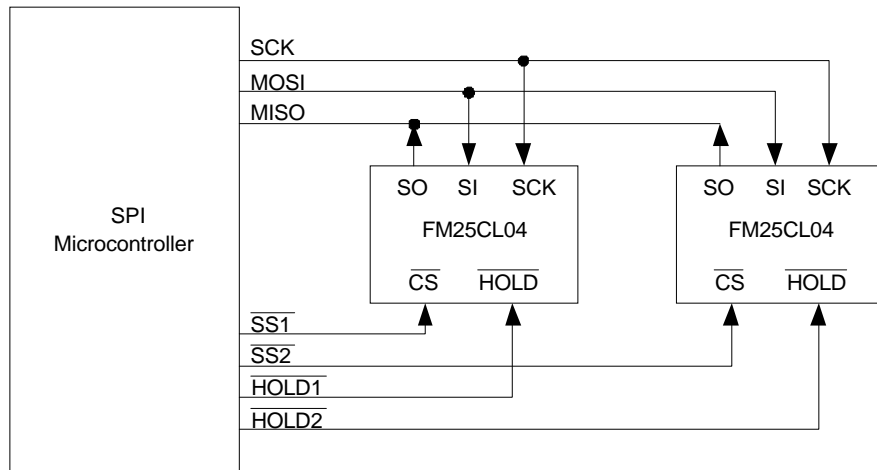 SCK
MOSI
MISO
SO SI SCK
SO SI SCK
SPI
Microcontroller
FM25CL04
FM25CL04
CS HOLD
CS HOLD
SS1
SS2
HOLD1
HOLD2